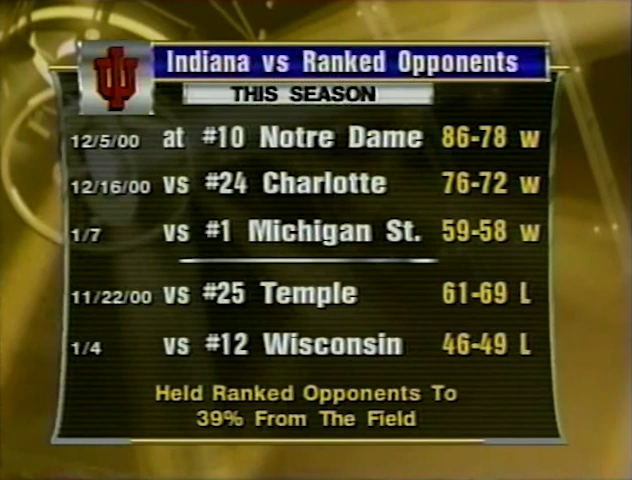 IU
Indiana vs Ranked Opponents
THIS SEASON
12/5/00 at #10 Notre Dame 86-78 W
12/16/00 vs #24 Charlotte 76-72 W
1/7 vs #1 Michigan St. 59-58 W
11/22/00 vs #25 Temple 61-69 L
1/4 vs #12 Wisconsin 46-49 L
Held Ranked Opponents To
39% From The Field